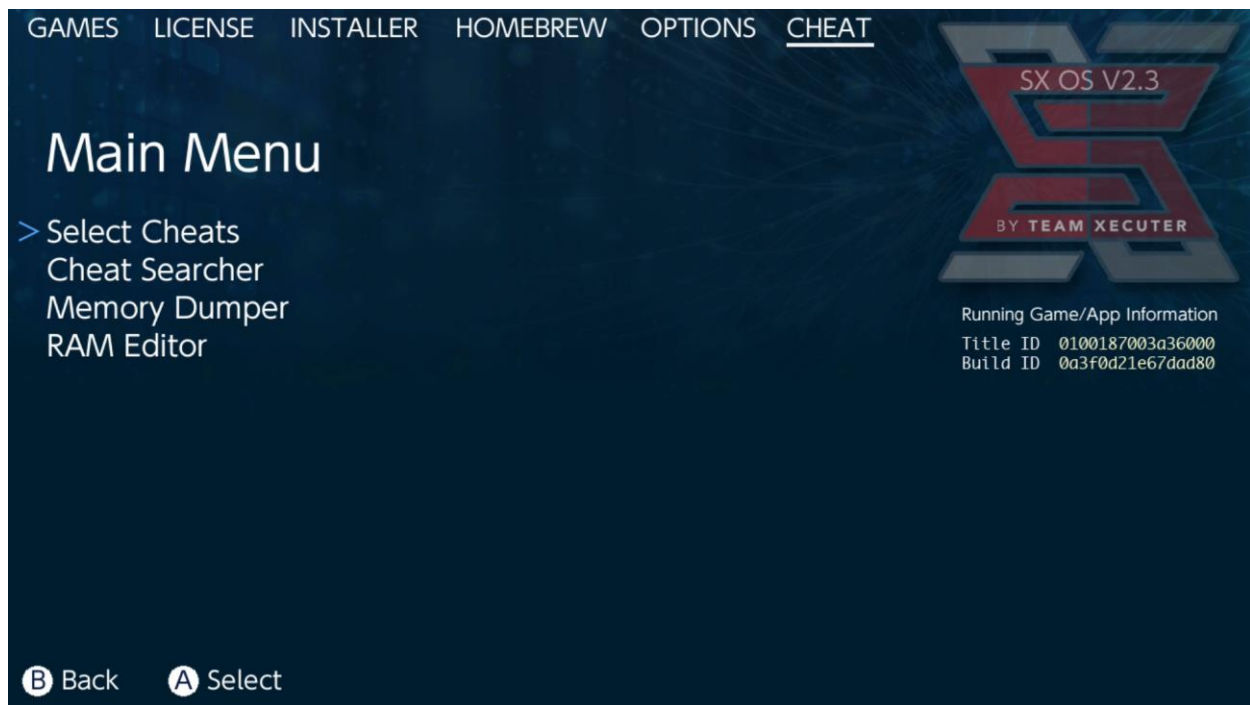 GAMES LICENSE INSTALLER HOMEBREW OPTIONS CHEAT
SX OS V2.3
BY TEAM XECUTER
Main Menu
> Select Cheats
Cheat Searcher
Memory Dumper
RAM Editor
Running Game/App Information
Title ID 0100187003a36000
Build ID 0a3f0d21e67dad80
B Back A Select